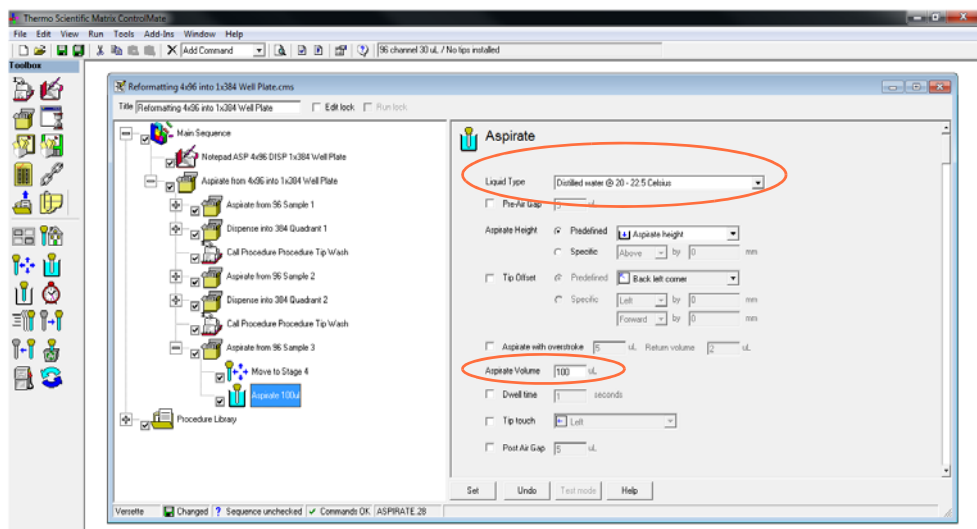 Thermo Scientific Matrix ControlMate
File Edit View Run Tools Add-Ins Window Help
Add Command
96 channel 30 uL / No tips installed
Toolbox
Reformatting 4x96 into 1x384 Well Plate.cms
Title Reformatting 4x96 into 1x384 Well Plate Edit lock Run lock
Main Sequence
Notepad ASP 4x96 DISP 1x384 Well Plate
Aspirate from 4x96 into 1x384 Well Plate
Aspirate from 96 Sample 1
Dispense into 384 Quadrant 1
Call Procedure Procedure Tip Wash
Aspirate from 96 Sample 2
Dispense into 384 Quadrant 2
Call Procedure Procedure Tip Wash
Aspirate from 96 Sample 3
Move to Stage 4
Aspirate 100ul
Procedure Library
Aspirate
Liquid Type Distilled water @ 20 - 22.5 Celsius
Pre-Air Gap 5 uL
Aspirate Height Predefined Aspirate height
Specific Above by 0 mm
Tip Offset Predefined Back left corner
Specific Left by 0 mm
Forward by 0 mm
Aspirate with overstroke 5 uL Return volume 2 uL
Aspirate Volume 100 uL
Dwell time 1 seconds
Tip touch Left
Post Air Gap 5 uL
Set Undo Test mode Help
Versette Changed ? Sequence unchecked Commands OK ASPIRATE.28